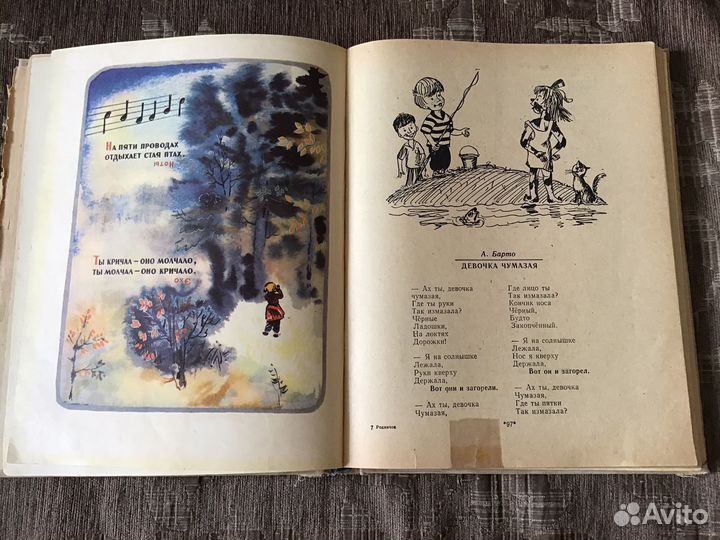 На пяти проводах
отдыхает стая птах.
Ноты
Ты кричал — оно молчало,
ты молчал — оно кричало.
Эхо
А. Барто
ДЕВОЧКА ЧУМАЗАЯ
— Ах ты, девочка
чумазая,
Где ты руки
Так измазала?
Чёрные
Ладошки,
На локтях
Дорожки!
— Я на солнышке
Лежала,
Руки кверху
Держала,
Вот они и загорели.
— Ах ты, девочка
Чумазая,
Где лицо ты
Так измазала?
Кончик носа
Чёрный,
Будто
Закопчённый.
— Я на солнышке
Лежала,
Нос я кверху
Держала,
Вот он и загорел.
— Ах ты, девочка
Чумазая,
Где ты пятки
Так измазала?
7 Родничок
*97*
Avito